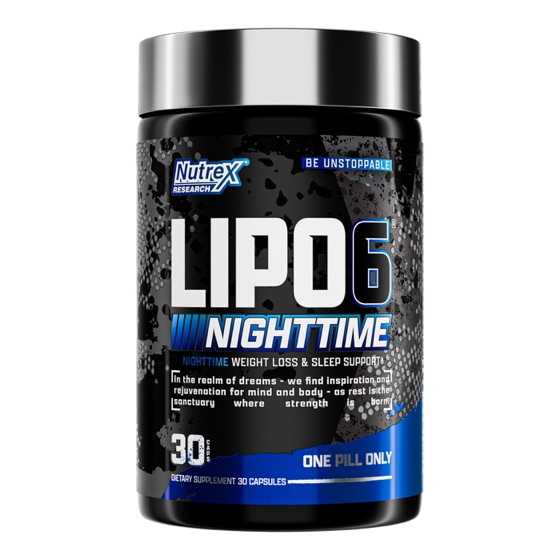 Nutrex
RESEARCH
BE UNSTOPPABLE
LIPO6
NIGHTTIME
NIGHTTIME WEIGHT LOSS & SLEEP SUPPORT
In the realm of dreams - we find inspiration and
rejuvenation for mind and body - as rest is the
sanctuary where strength is born
30
ONE PILL ONLY
DIETARY SUPPLEMENT 30 CAPSULES